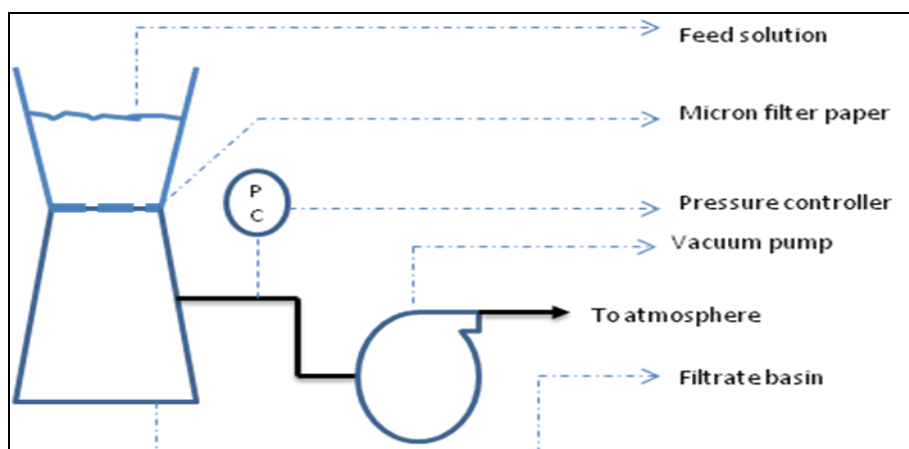 Feed solution
Micron filter paper
P
C
Pressure controller
Vacuum pump
To atmosphere
Filtrate basin